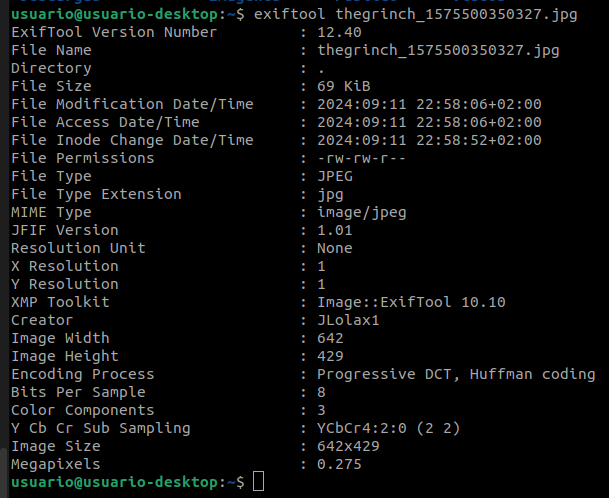 usuario@usuario-desktop:~$ exiftool thegrinch_1575500350327.jpg
ExifTool Version Number         : 12.40
File Name                       : thegrinch_1575500350327.jpg
Directory                       : .
File Size                       : 69 KiB
File Modification Date/Time     : 2024:09:11 22:58:06+02:00
File Access Date/Time           : 2024:09:11 22:58:06+02:00
File Inode Change Date/Time     : 2024:09:11 22:58:52+02:00
File Permissions                : -rw-rw-r--
File Type                       : JPEG
File Type Extension             : jpg
MIME Type                       : image/jpeg
JFIF Version                    : 1.01
Resolution Unit                 : None
X Resolution                    : 1
Y Resolution                    : 1
XMP Toolkit                     : Image::ExifTool 10.10
Creator                         : JLolax1
Image Width                     : 642
Image Height                    : 429
Encoding Process                : Progressive DCT, Huffman coding
Bits Per Sample                 : 8
Color Components                : 3
Y Cb Cr Sub Sampling            : YCbCr4:2:0 (2 2)
Image Size                      : 642x429
Megapixels                      : 0.275
usuario@usuario-desktop:~$